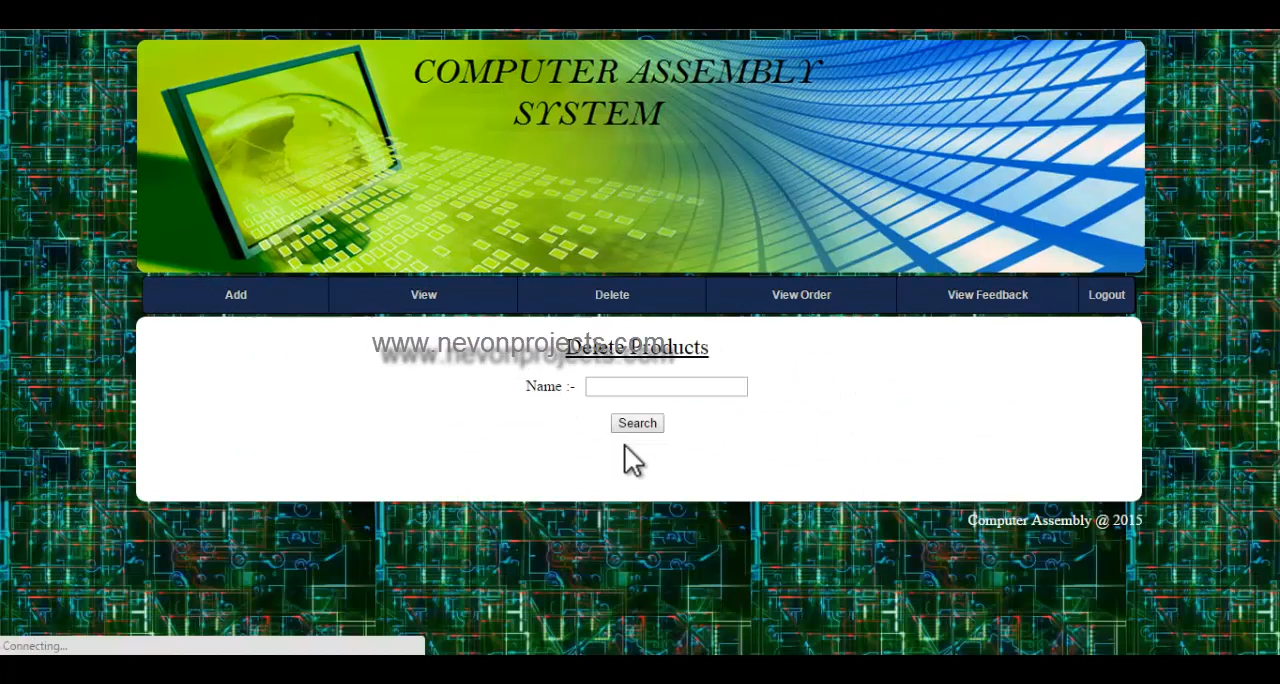 COMPUTER ASSEMBLY
SYSTEM
Add View Delete View Order View Feedback Logout
www.nevonprojects.com
Delete Products
Name :-
Search
Computer Assembly @ 2015
Connecting...